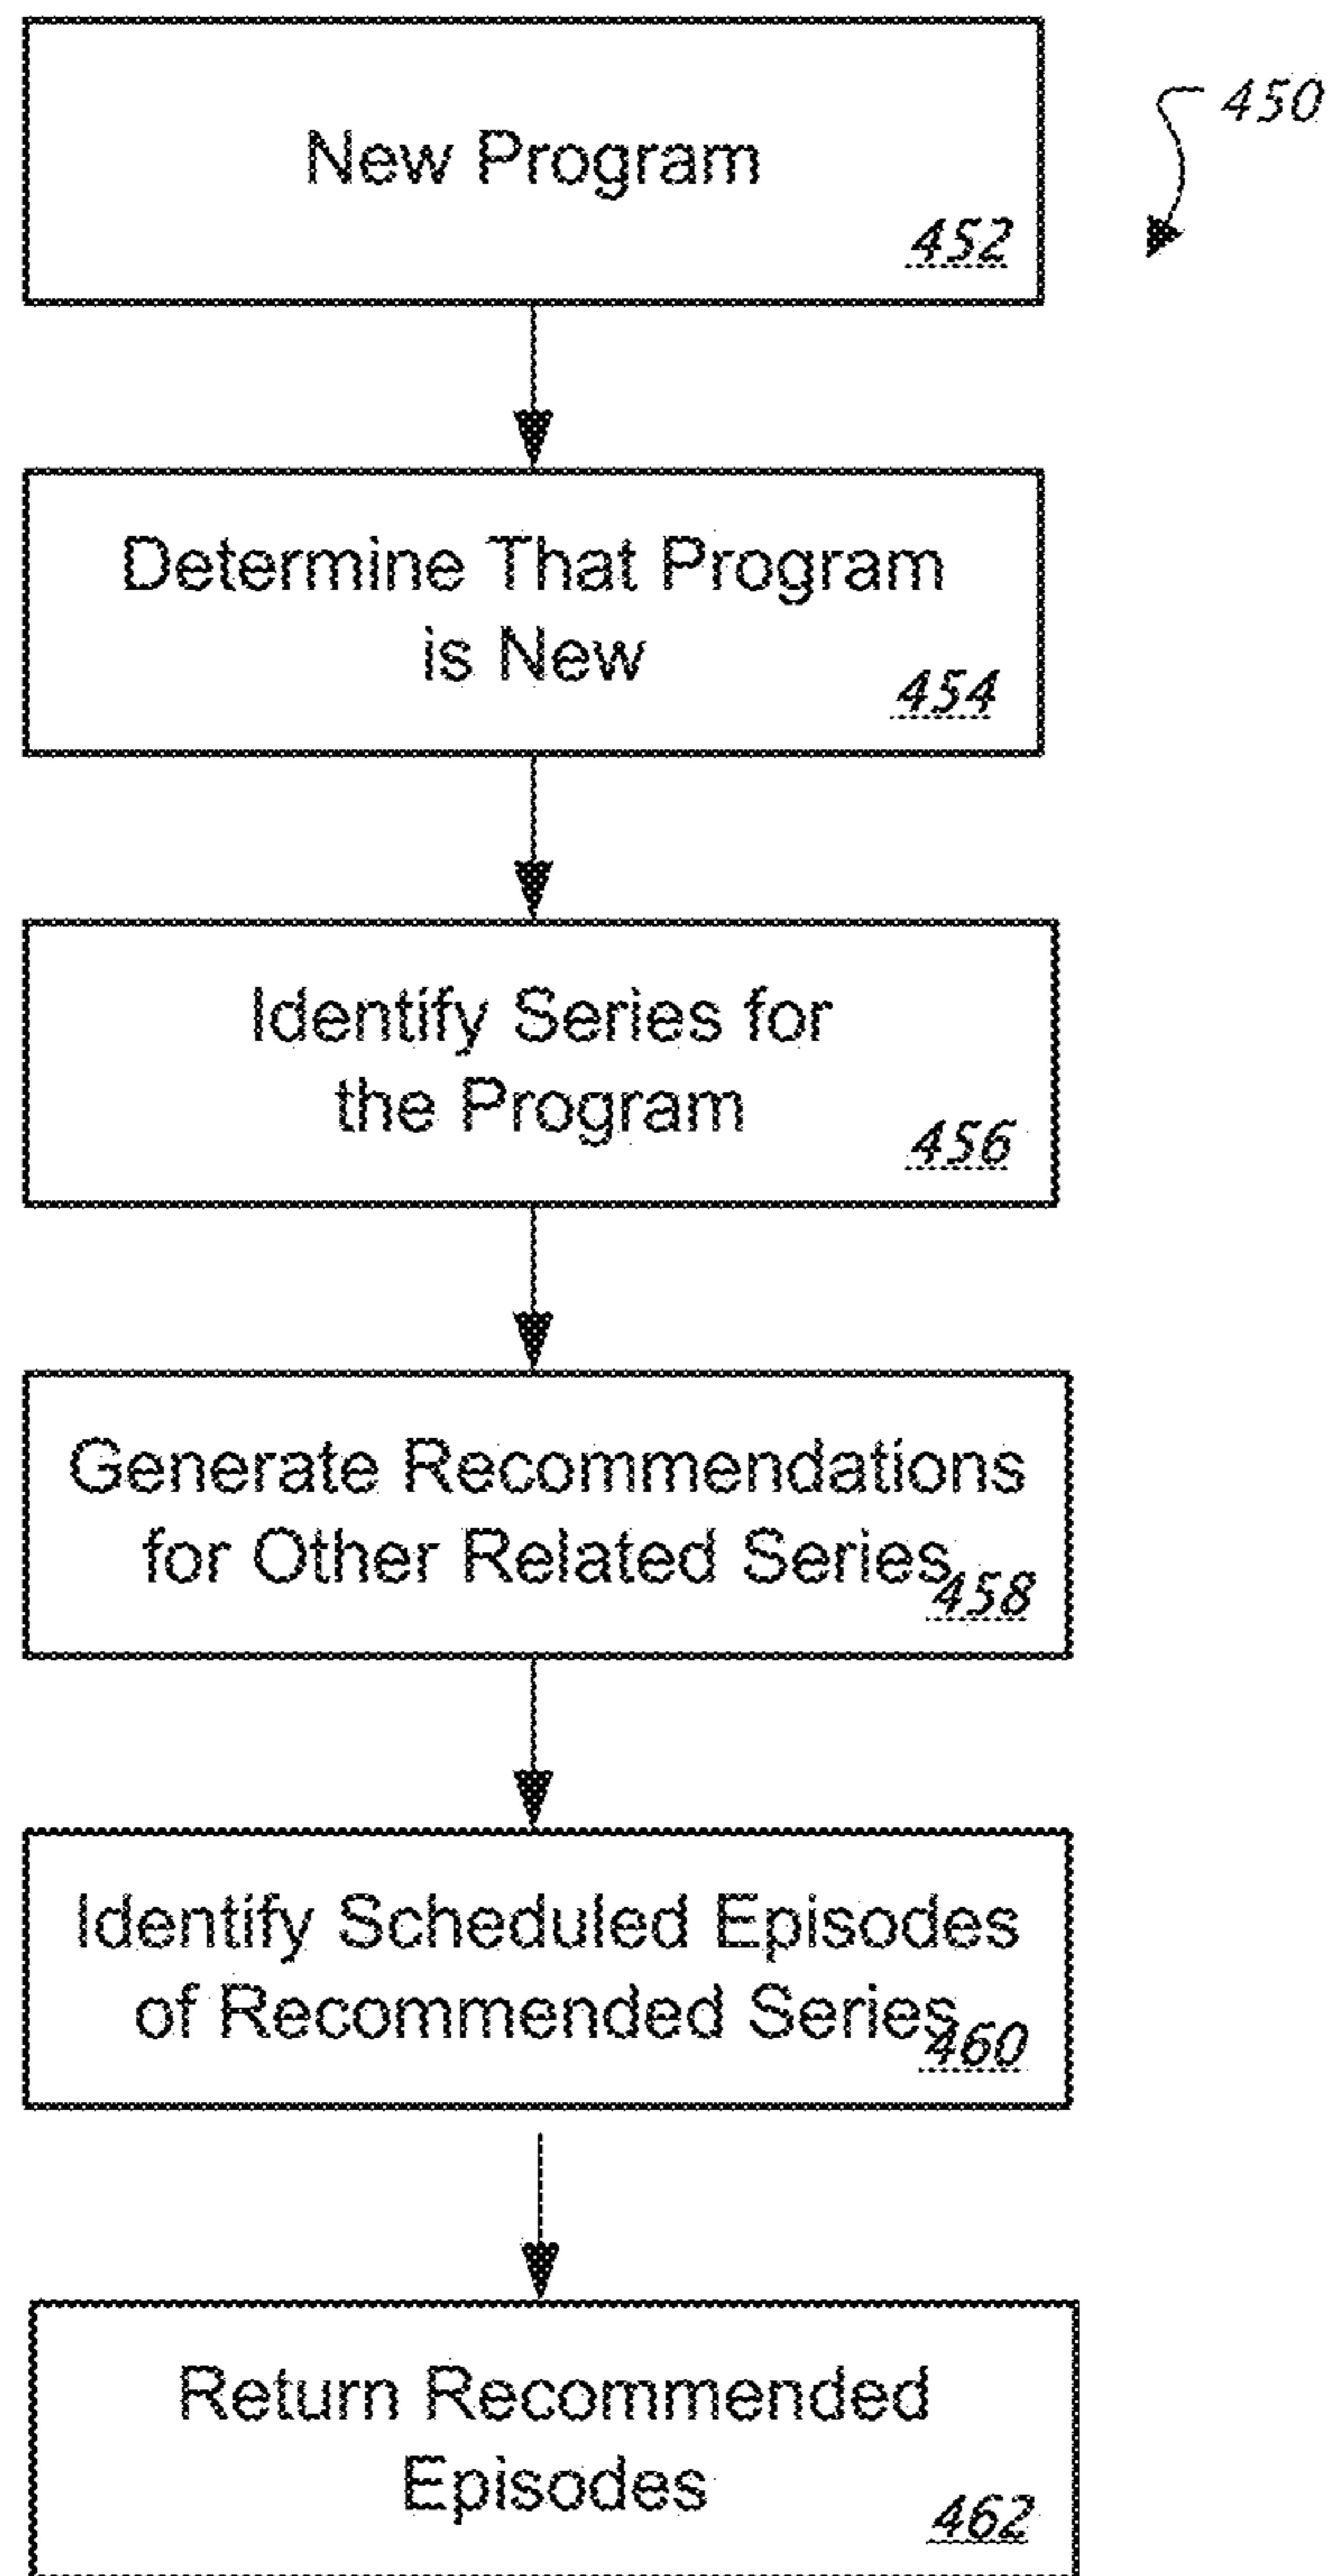 New Program
452
450
Determine That Program
is New
454
Identify Series for
the Program
456
Generate Recommendations
for Other Related Series
458
Identify Scheduled Episodes
of Recommended Series
460
Return Recommended
Episodes
462